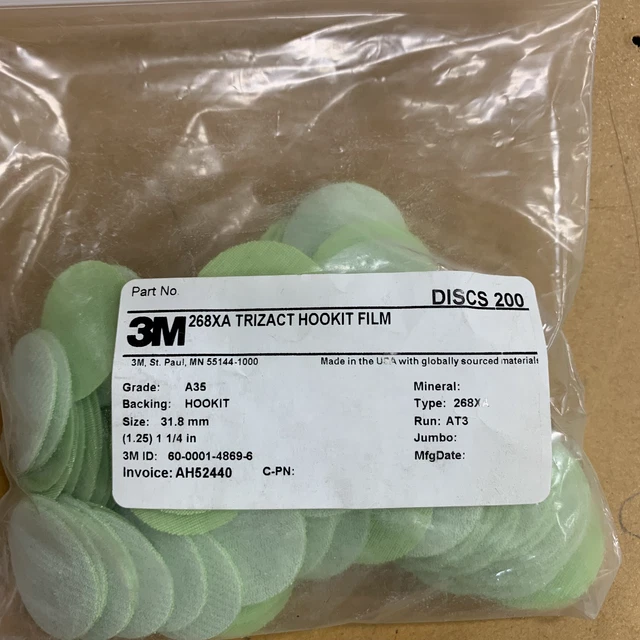 Part No.
DISCS 200
3M 268XA TRIZACT HOOKIT FILM
3M, St. Paul, MN 55144-1000 Made in the USA with globally sourced materials
Grade: A35 Mineral:
Backing: HOOKIT Type: 268XA
Size: 31.8 mm Run: AT3
(1.25) 1 1/4 in Jumbo:
3M ID: 60-0001-4869-6 MfgDate:
Invoice: AH52440 C-PN: